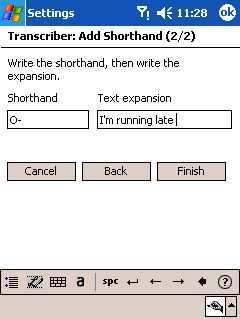 Settings 11:28 ok
Transcriber: Add Shorthand (2/2)
Write the shorthand, then write the
expansion.
Shorthand Text expansion
O- I'm running late
Cancel Back Finish
a spc